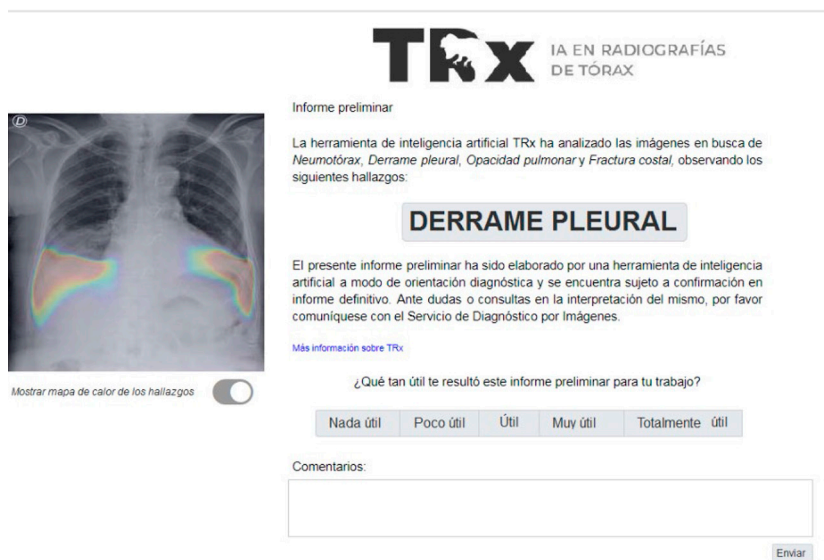 TRx
IA EN RADIOGRAFÍAS
DE TÓRAX
D
Mostrar mapa de calor de los hallazgos
Informe preliminar
La herramienta de inteligencia artificial TRx ha analizado las imágenes en busca de
Neumotórax, Derrame pleural, Opacidad pulmonar y Fractura costal, observando los
siguientes hallazgos:
DERRAME PLEURAL
El presente informe preliminar ha sido elaborado por una herramienta de inteligencia
artificial a modo de orientación diagnóstica y se encuentra sujeto a confirmación en
informe definitivo. Ante dudas o consultas en la interpretación del mismo, por favor
comuníquese con el Servicio de Diagnóstico por Imágenes.
Más información sobre TRx
¿Qué tan útil te resultó este informe preliminar para tu trabajo?
Nada útil Poco útil Útil Muy útil Totalmente útil
Comentarios:
Enviar